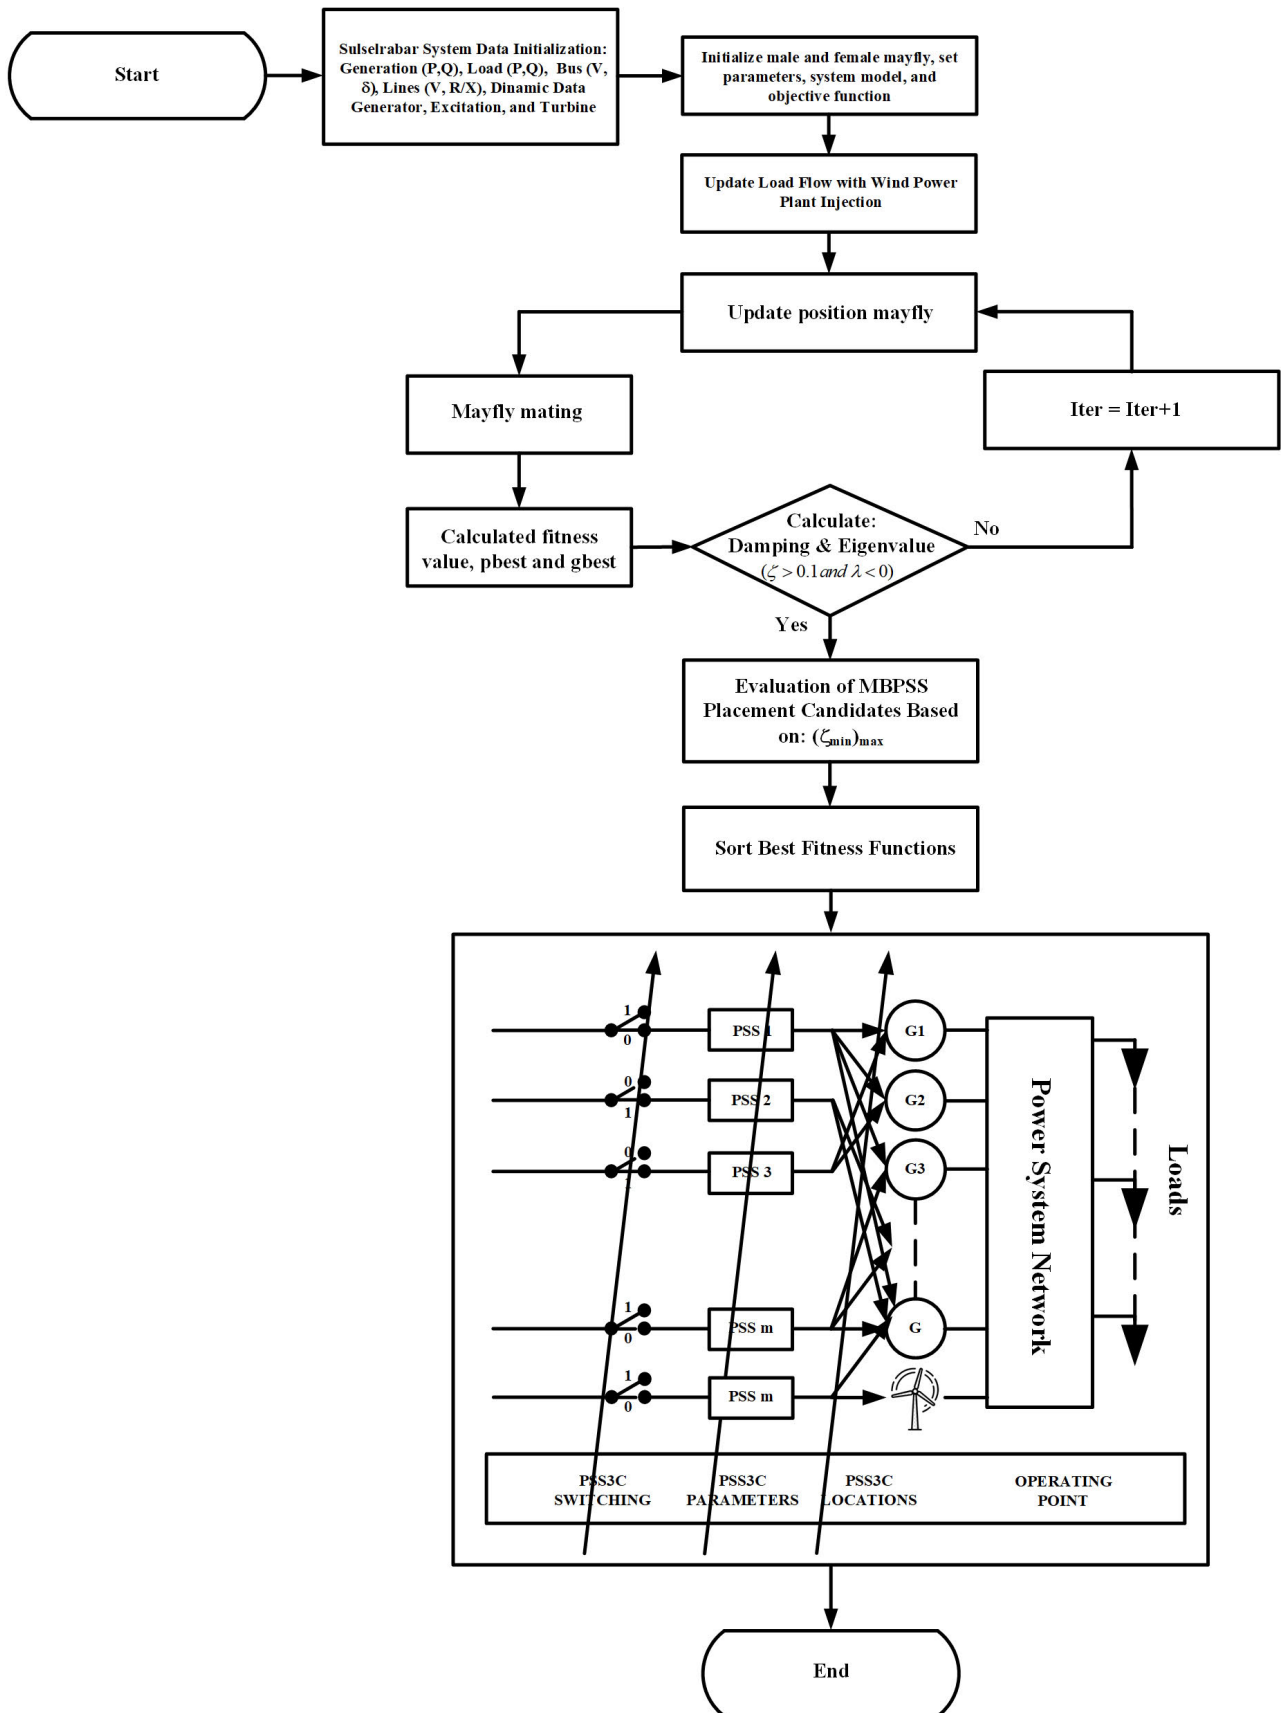 Start
Sulselrabar System Data Initialization:
Generation (P,Q), Load (P,Q),  Bus (V,
δ), Lines (V, R/X), Dinamic Data
Generator, Excitation, and Turbine
Initialize male and female mayfly, set
parameters, system model, and
objective function
Update Load Flow with Wind Power
Plant Injection
Update position mayfly
Mayfly mating
Iter = Iter+1
Calculated fitness
value, pbest and gbest
Calculate:
Damping & Eigenvalue
(ζ > 0.1 and λ < 0)
No
Yes
Evaluation of MBPSS
Placement Candidates Based
on: (ζmin)max
Sort Best Fitness Functions
1
0
PSS 1
G1
0
1
PSS 2
G2
0
1
PSS 3
G3
1
0
PSS m
G
1
0
PSS m
Power System Network
Loads
PSS3C
SWITCHING
PSS3C
PARAMETERS
PSS3C
LOCATIONS
OPERATING
POINT
End